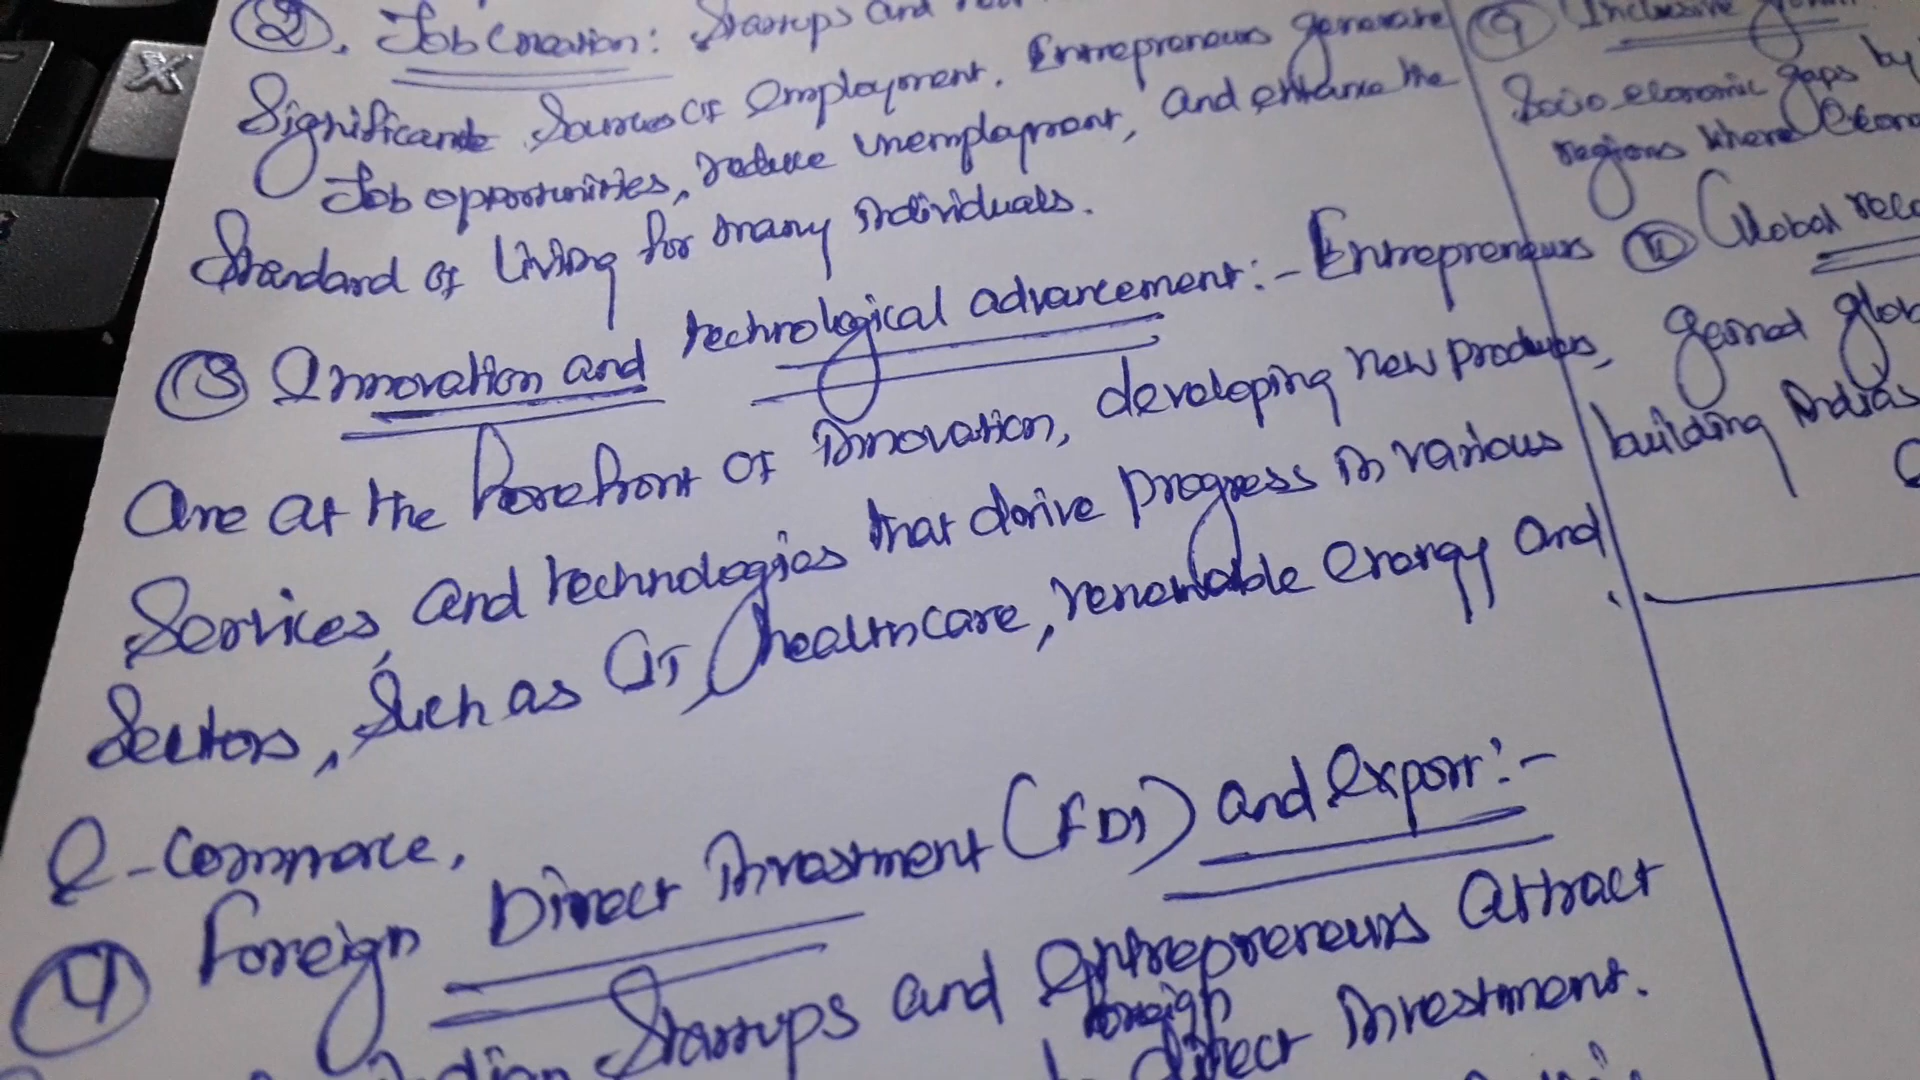 ②. Job Creation: Startups and
Significant Sources of employment. Entrepreneurs generate
Job opportunities, reduce unemployment, and enhance the
Standard of living for many individuals.
③ Innovation and technological advancement:- Entrepreneurs
are at the forefront of innovation, developing new products,
Services, and technologies that derive progress in various
Sectors, Such as IT, healthcare, renewable energy and
E-commerce.
④ Foreign Direct Investment (FDI) and Export:-
Startups and entrepreneurs attract
foreign
direct investment.
⑨ Inclusive
Socio economic gaps by
regions where
⑩ Global
gained
building India's